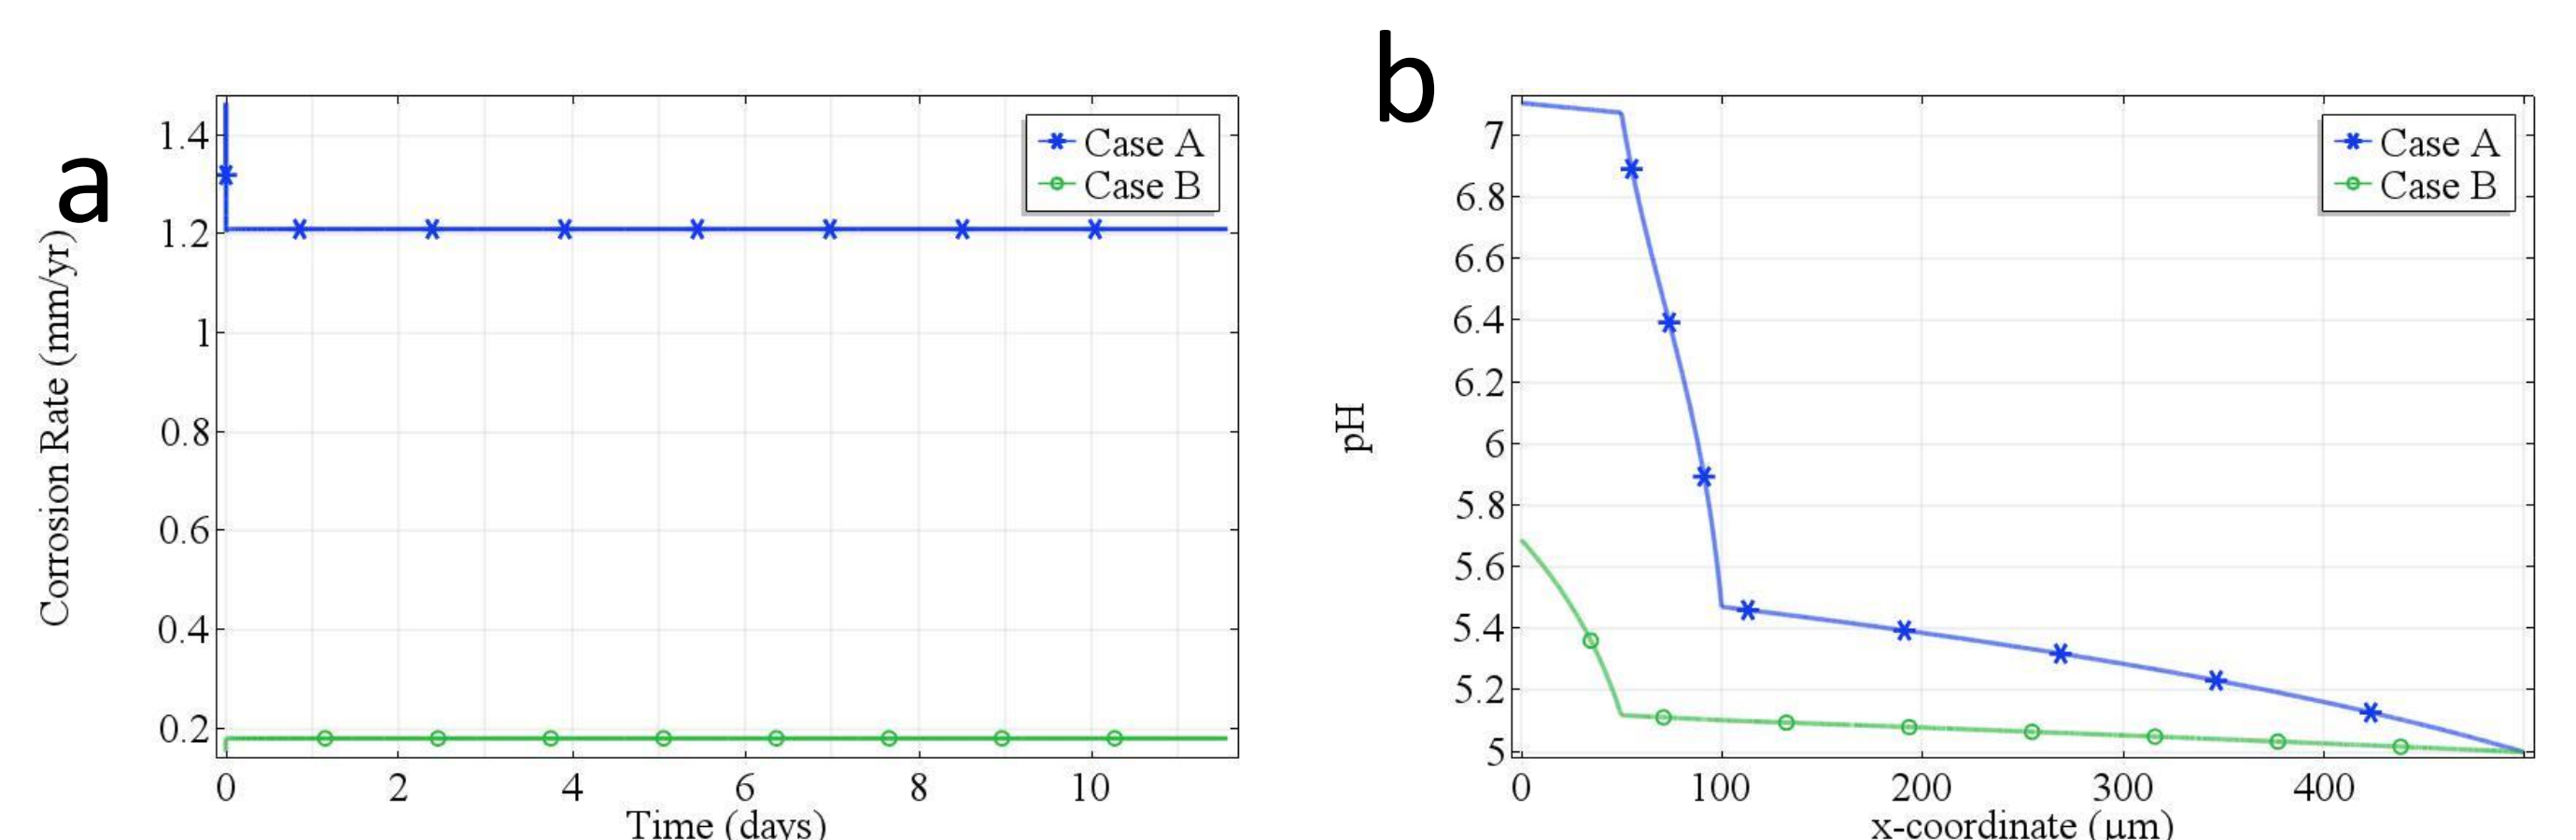 a
Corrosion Rate (mm/yr)
1.4
1.2
1
0.8
0.6
0.4
0.2
0 2 4 6 8 10
Time (days)
Case A
Case B
b
pH
7
6.8
6.6
6.4
6.2
6
5.8
5.6
5.4
5.2
5
0 100 200 300 400
x-coordinate (μm)
Case A
Case B